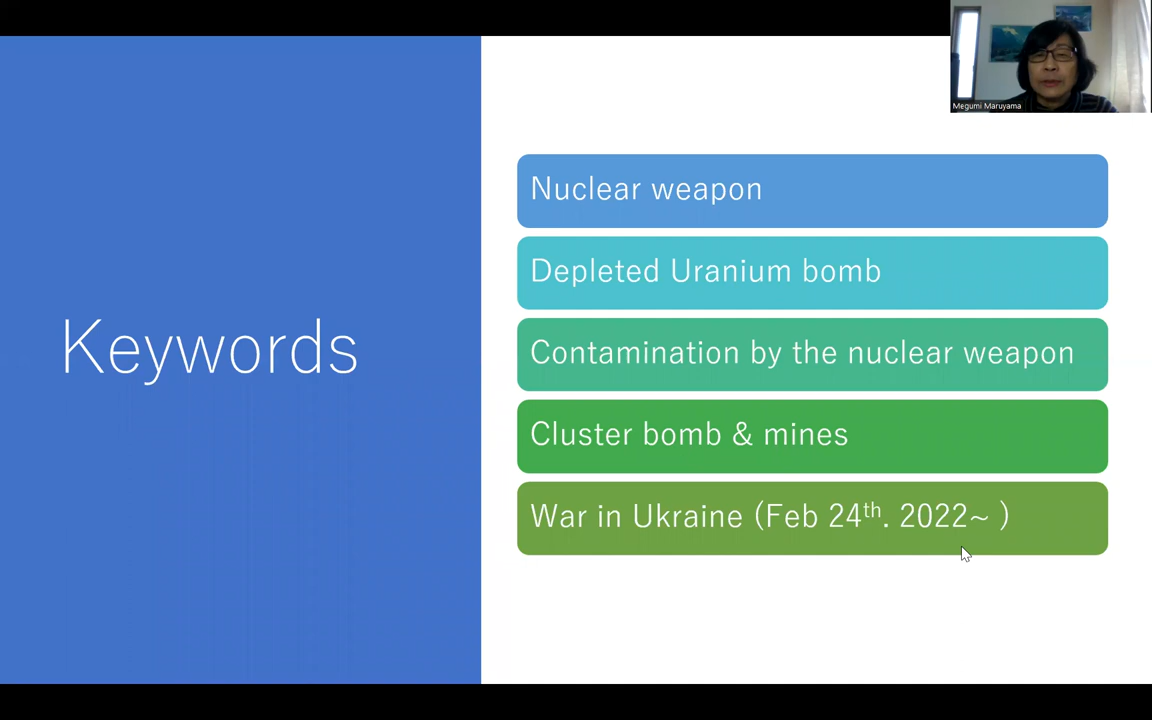 Megumi Maruyama
Keywords
Nuclear weapon
Depleted Uranium bomb
Contamination by the nuclear weapon
Cluster bomb & mines
War in Ukraine (Feb 24th. 2022~ )